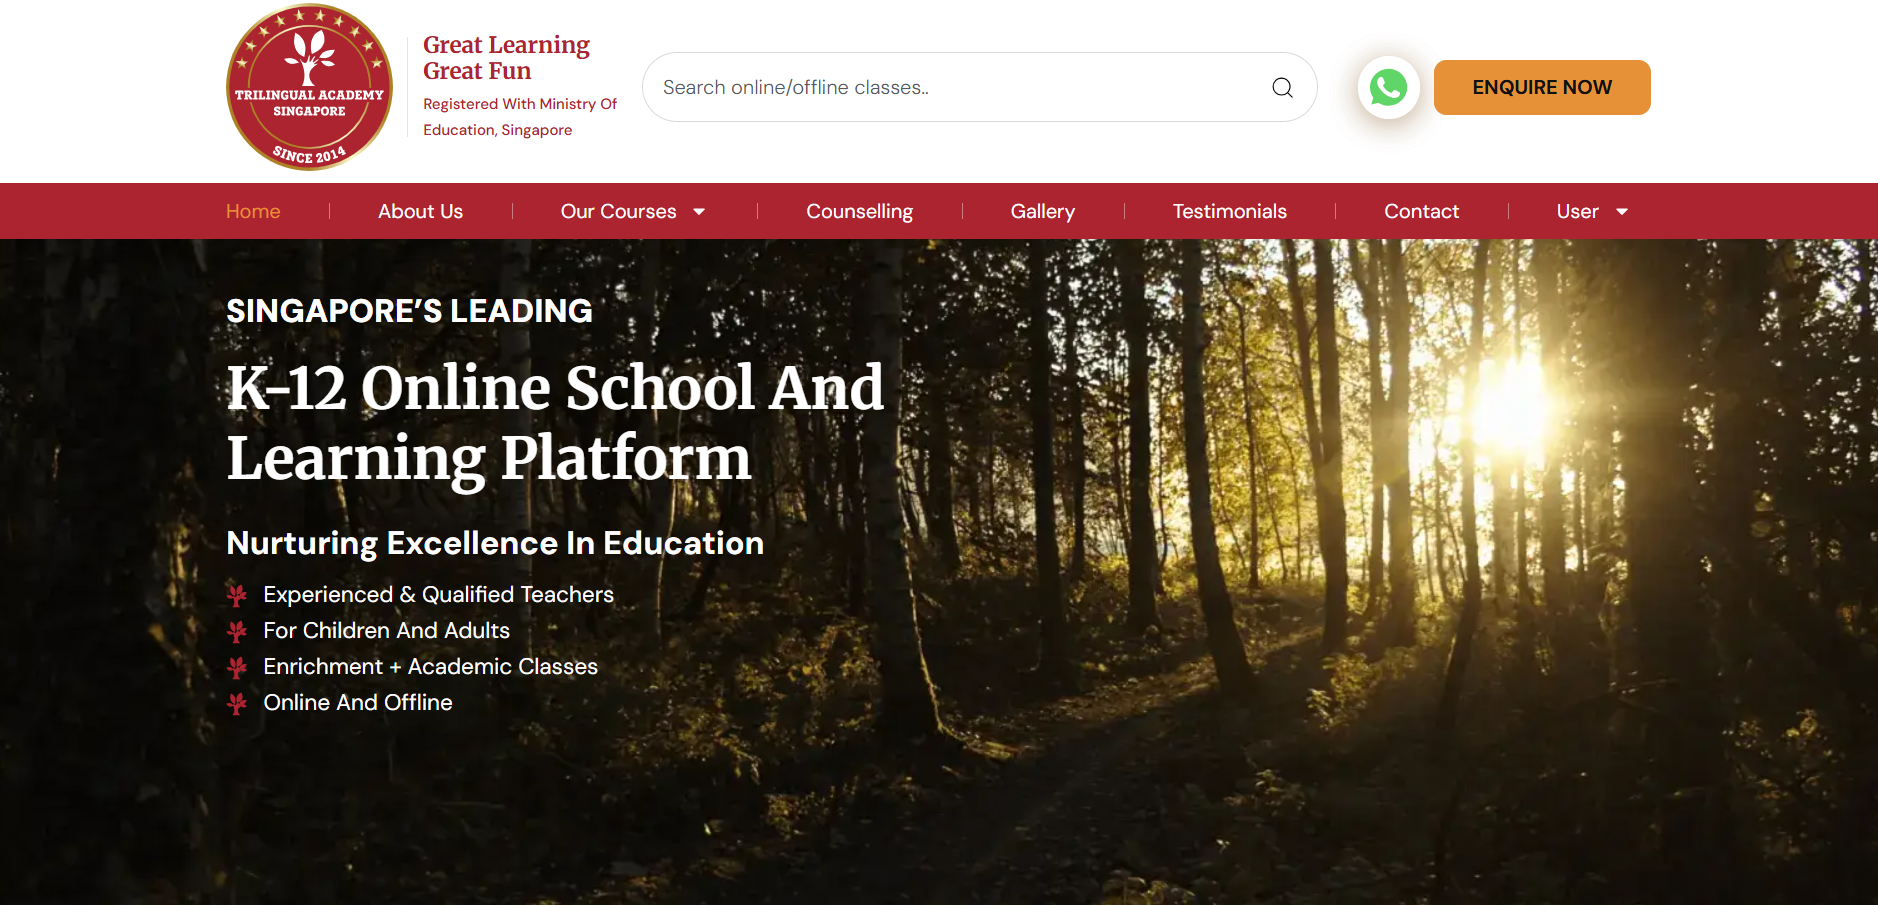 TRILINGUAL ACADEMY
SINGAPORE
SINCE 2014
Great Learning
Great Fun
Registered With Ministry Of
Education, Singapore
Search online/offline classes..
ENQUIRE NOW
Home
About Us
Our Courses
Counselling
Gallery
Testimonials
Contact
User
SINGAPORE’S LEADING
K-12 Online School And
Learning Platform
Nurturing Excellence In Education
Experienced & Qualified Teachers
For Children And Adults
Enrichment + Academic Classes
Online And Offline